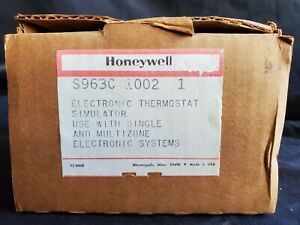 Honeywell
S963C 1002 1
ELECTRONIC THERMOSTAT
SIMULATOR
USE WITH SINGLE
AND MULTIZONE
ELECTRONIC SYSTEMS
Minneapolis, Minn. 55408 • Made in USA